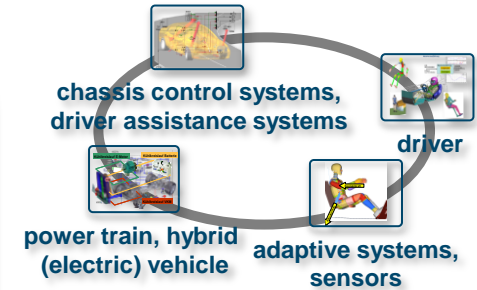 chassis control systems,
driver assistance systems
driver
power train, hybrid
(electric) vehicle
adaptive systems,
sensors